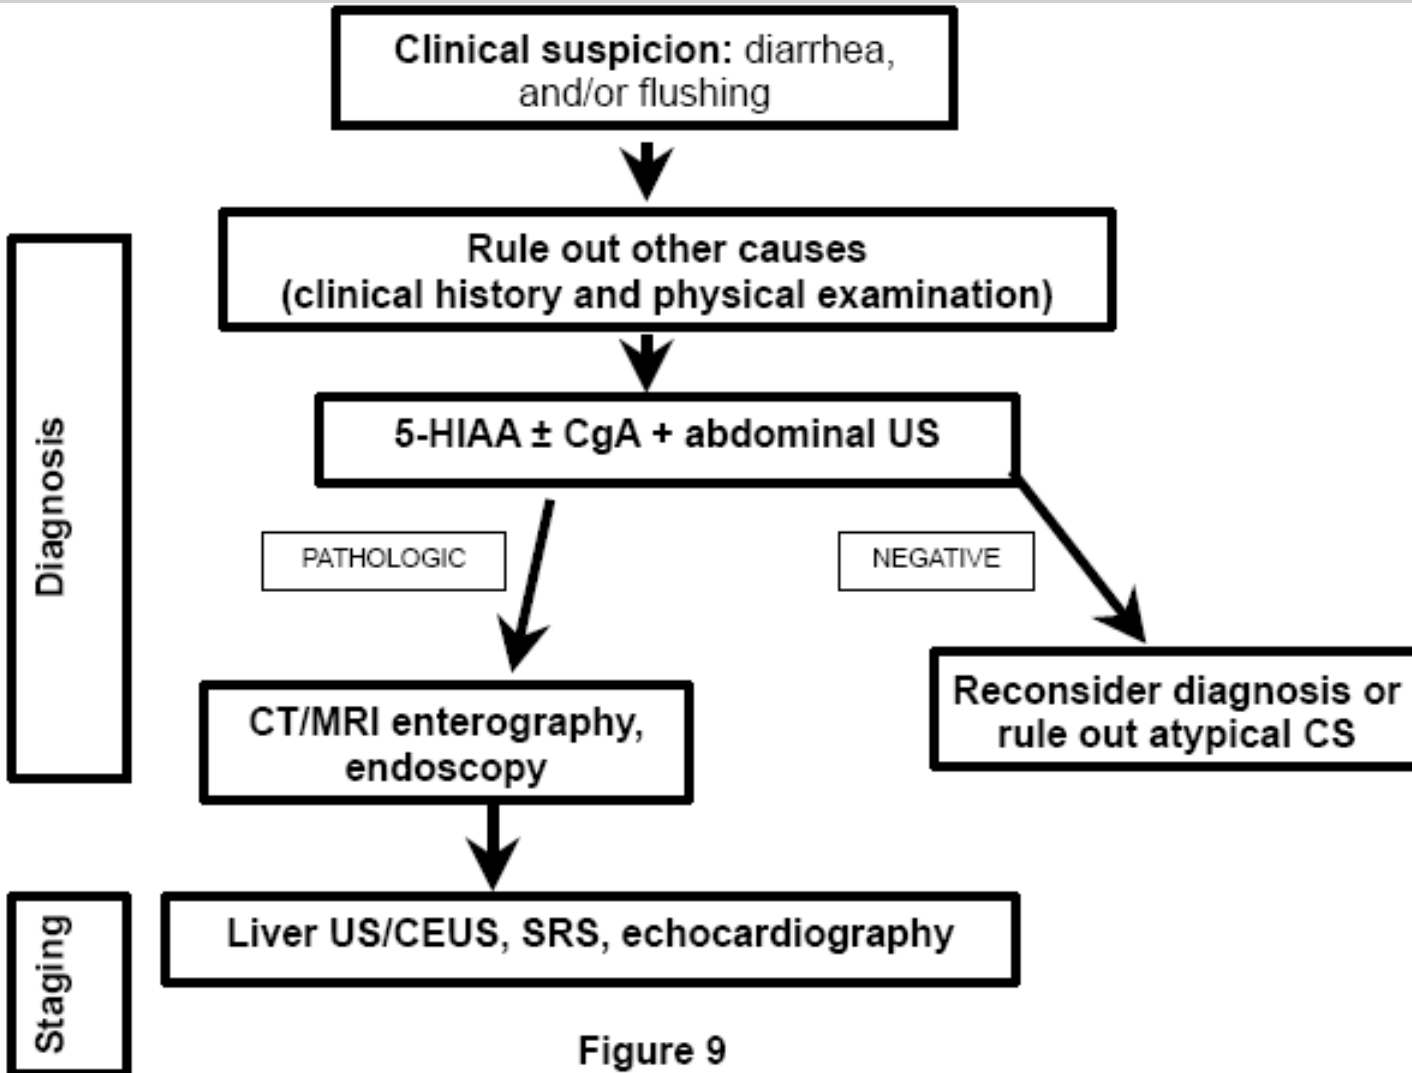 Clinical suspicion: diarrhea,
and/or flushing
Rule out other causes
(clinical history and physical examination)
5-HIAA ± CgA + abdominal US
Diagnosis
PATHOLOGIC
NEGATIVE
CT/MRI enterography,
endoscopy
Reconsider diagnosis or
rule out atypical CS
Staging
Liver US/CEUS, SRS, echocardiography
Figure 9